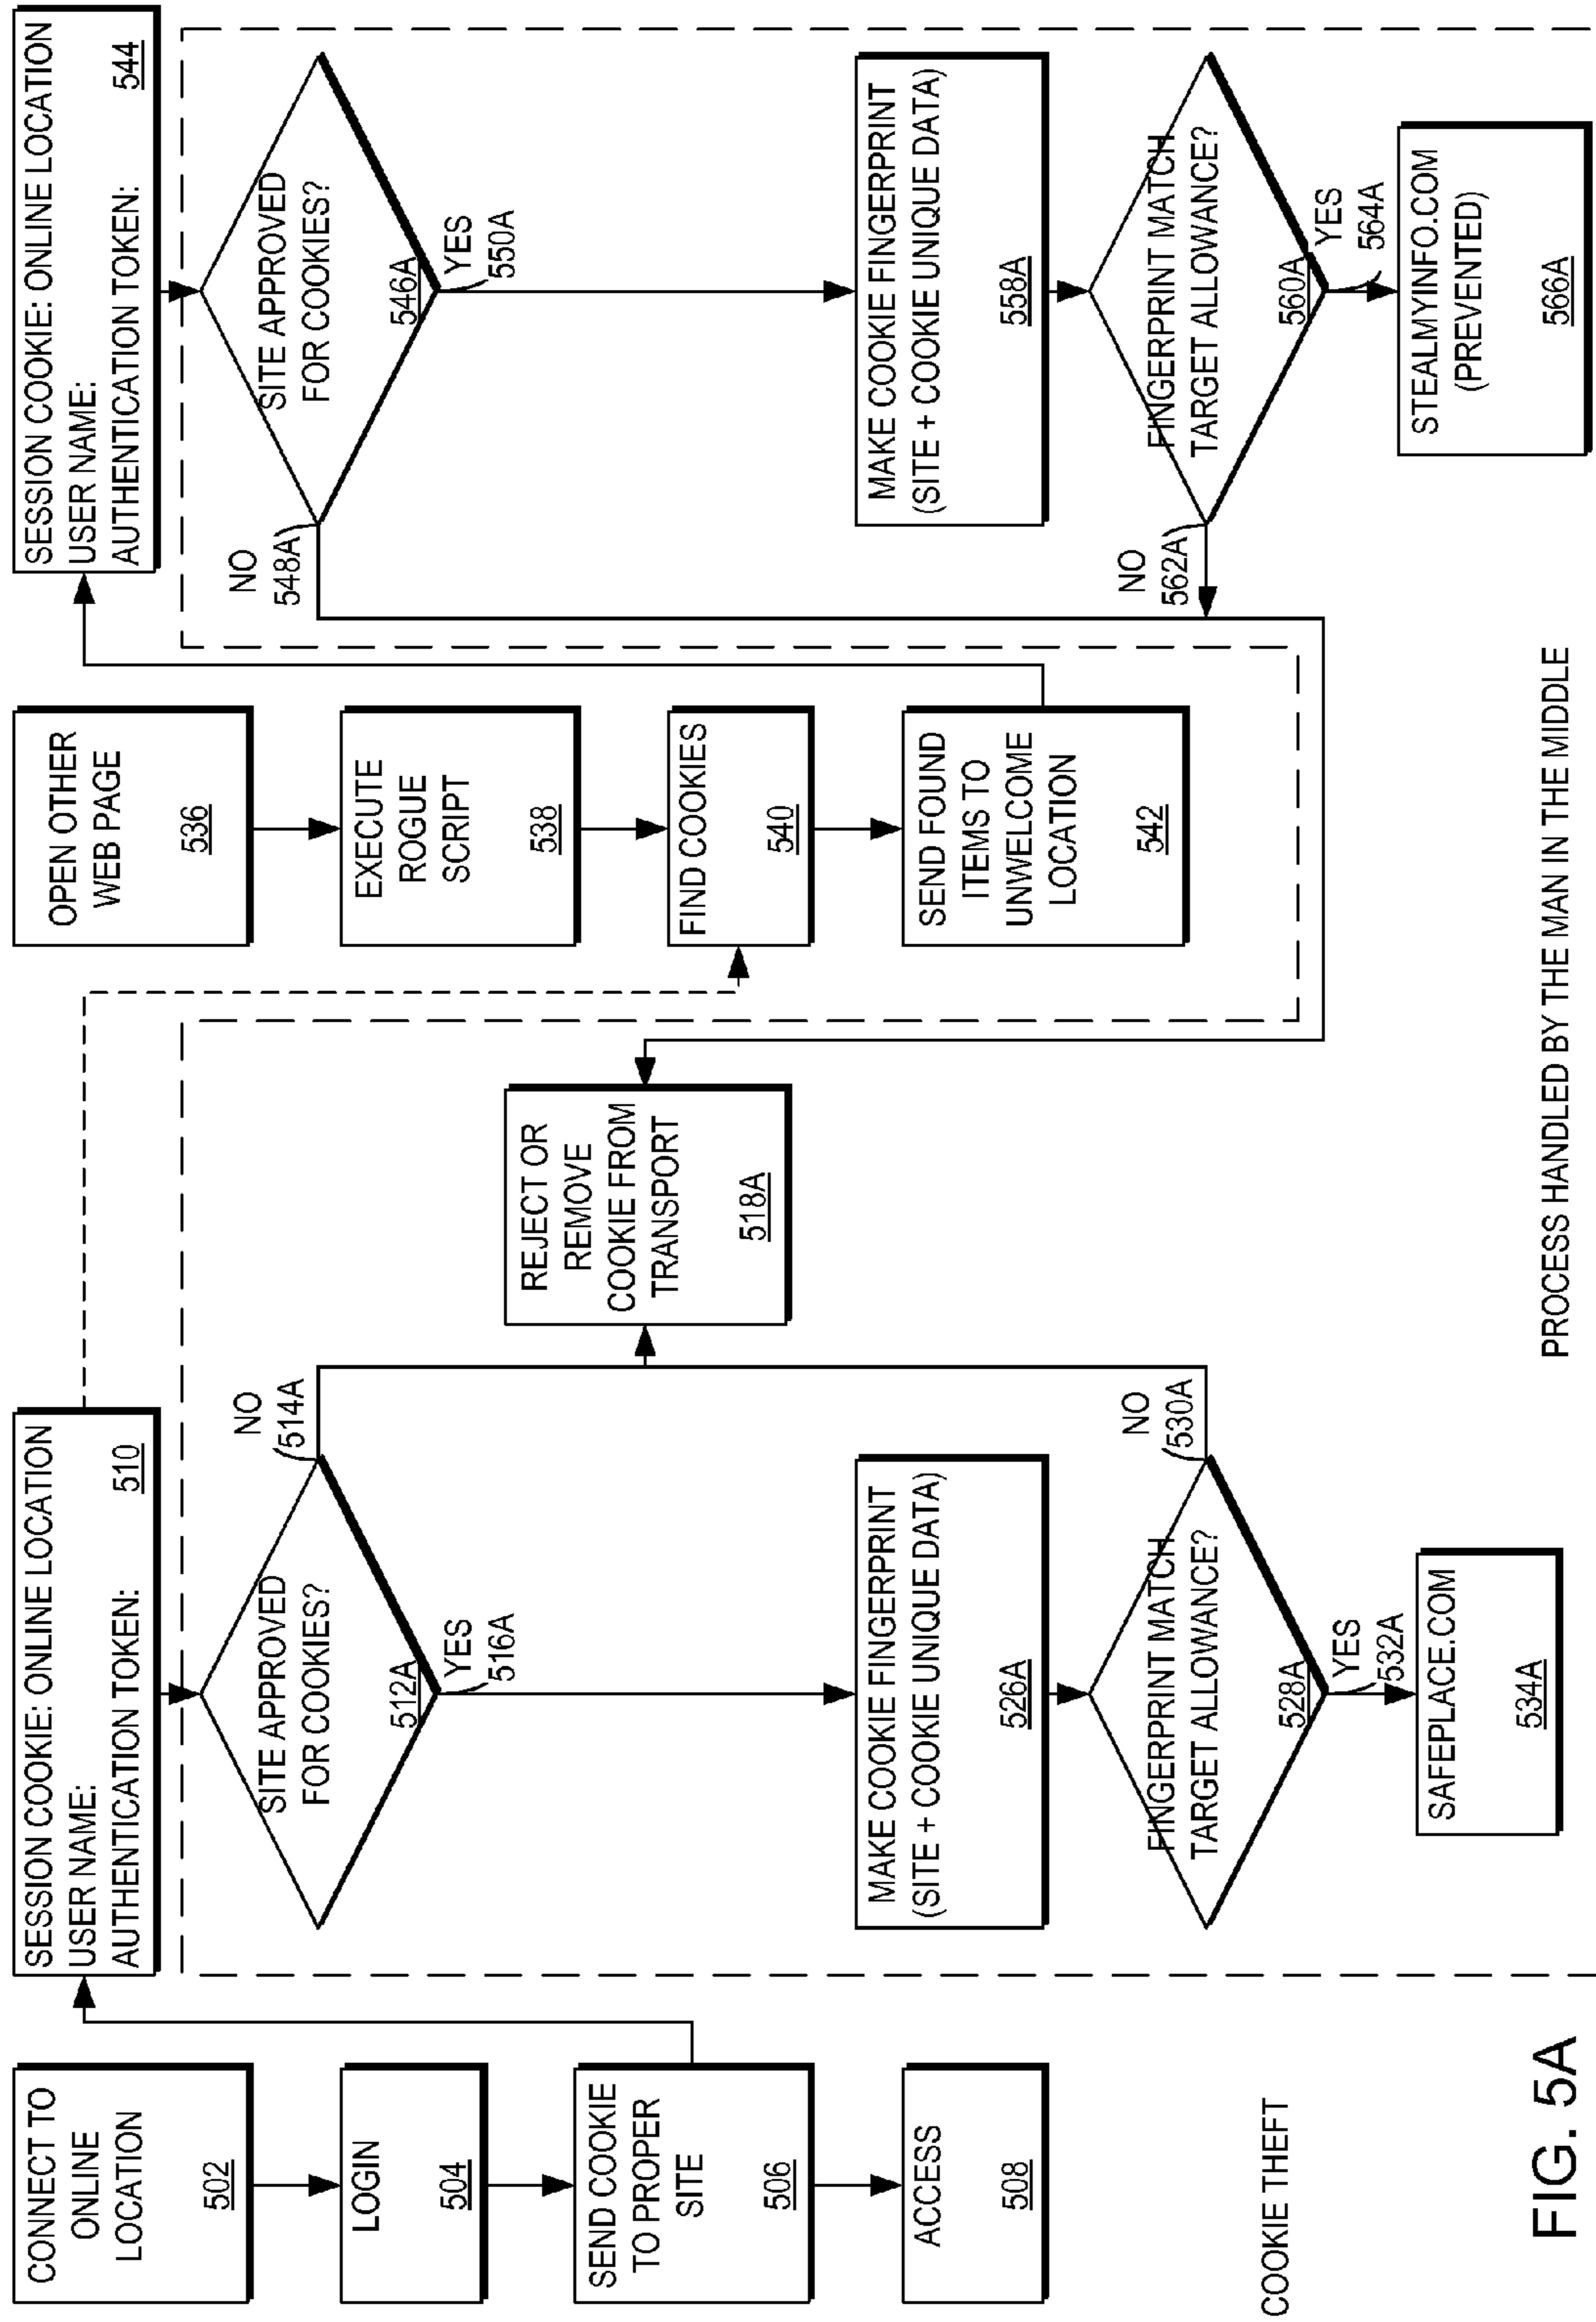 CONNECT TO
ONLINE
LOCATION
502
LOGIN
504
SEND COOKIE
TO PROPER
SITE
506
ACCESS
508
COOKIE THEFT
SESSION COOKIE: ONLINE LOCATION
USER NAME:
AUTHENTICATION TOKEN:
510
SITE APPROVED
FOR COOKIES?
512A
NO
514A
YES
516A
MAKE COOKIE FINGERPRINT
(SITE + COOKIE UNIQUE DATA)
526A
FINGERPRINT MATCH
TARGET ALLOWANCE?
528A
NO
530A
YES
532A
SAFEPLACE.COM
534A
REJECT OR
REMOVE
COOKIE FROM
TRANSPORT
518A
OPEN OTHER
WEB PAGE
536
EXECUTE
ROGUE
SCRIPT
538
FIND COOKIES
540
SEND FOUND
ITEMS TO
UNWELCOME
LOCATION
542
SESSION COOKIE: ONLINE LOCATION
USER NAME:
AUTHENTICATION TOKEN:
544
SITE APPROVED
FOR COOKIES?
546A
NO
548A
YES
550A
MAKE COOKIE FINGERPRINT
(SITE + COOKIE UNIQUE DATA)
558A
FINGERPRINT MATCH
TARGET ALLOWANCE?
560A
NO
562A
YES
564A
STEALMYINFO.COM
(PREVENTED)
566A
PROCESS HANDLED BY THE MAN IN THE MIDDLE
FIG. 5A